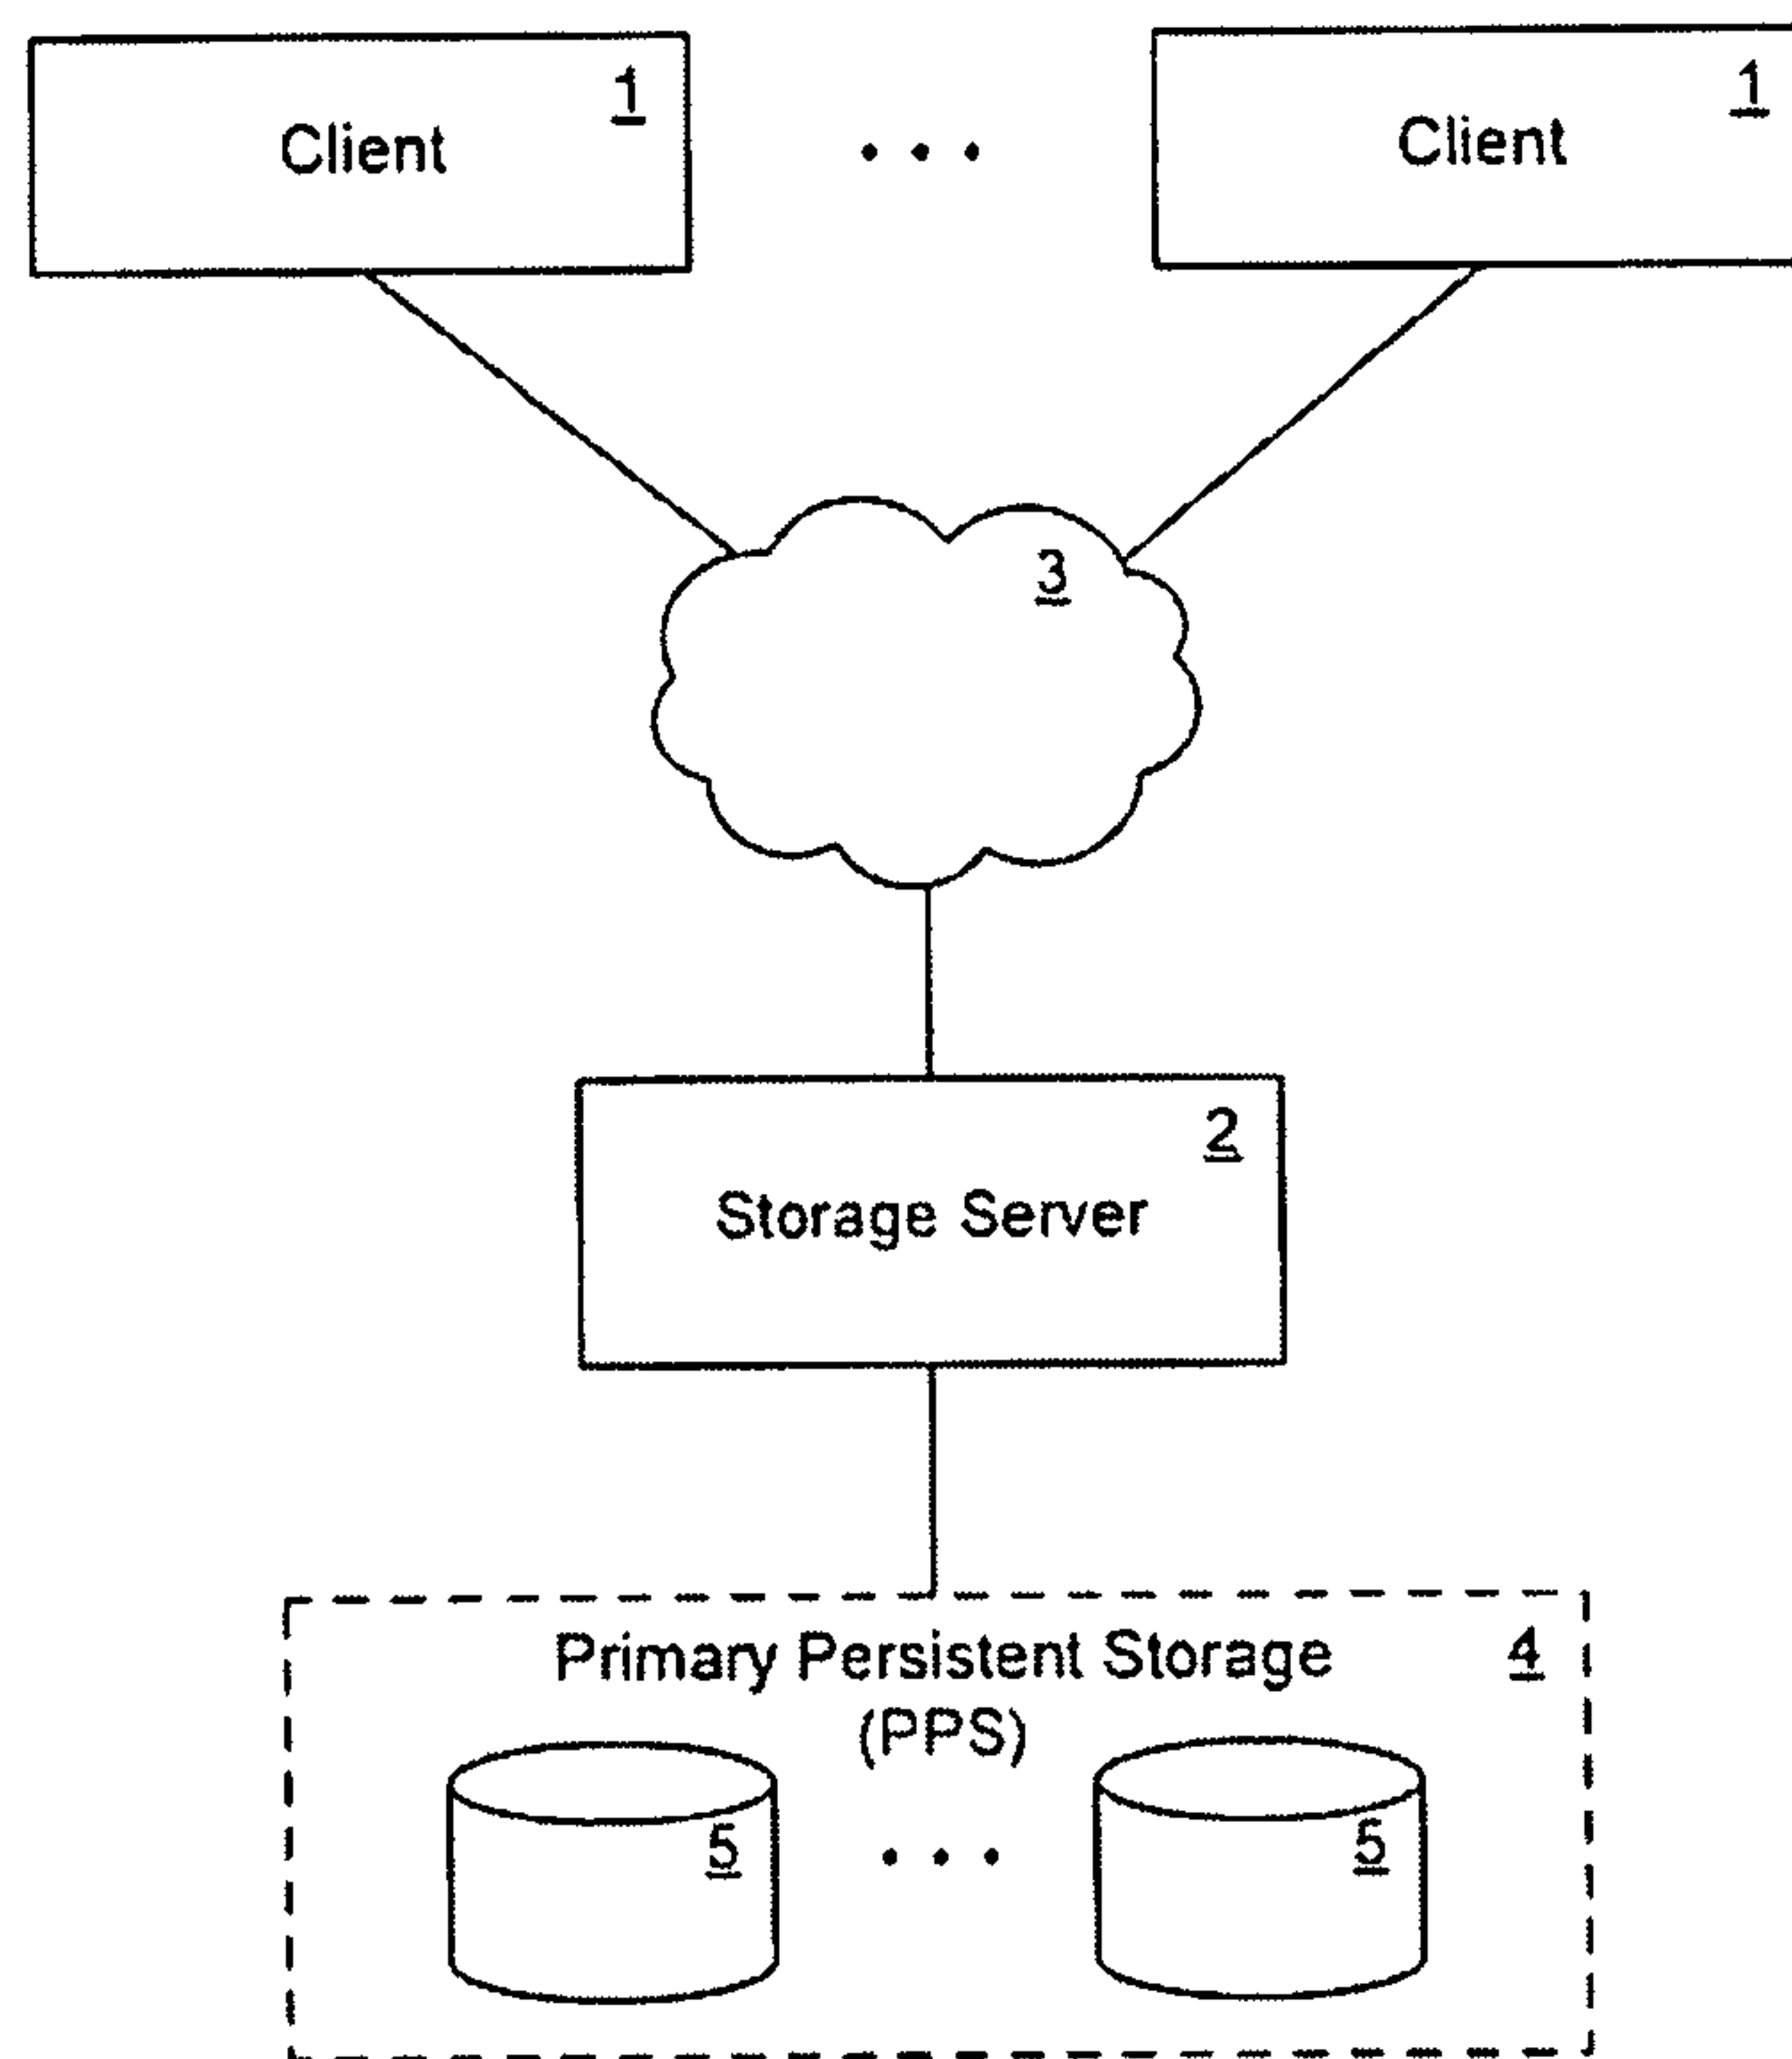 1 1
Client Client
3
2
Storage Server
Primary Persistent Storage 4
(PPS)
5 5